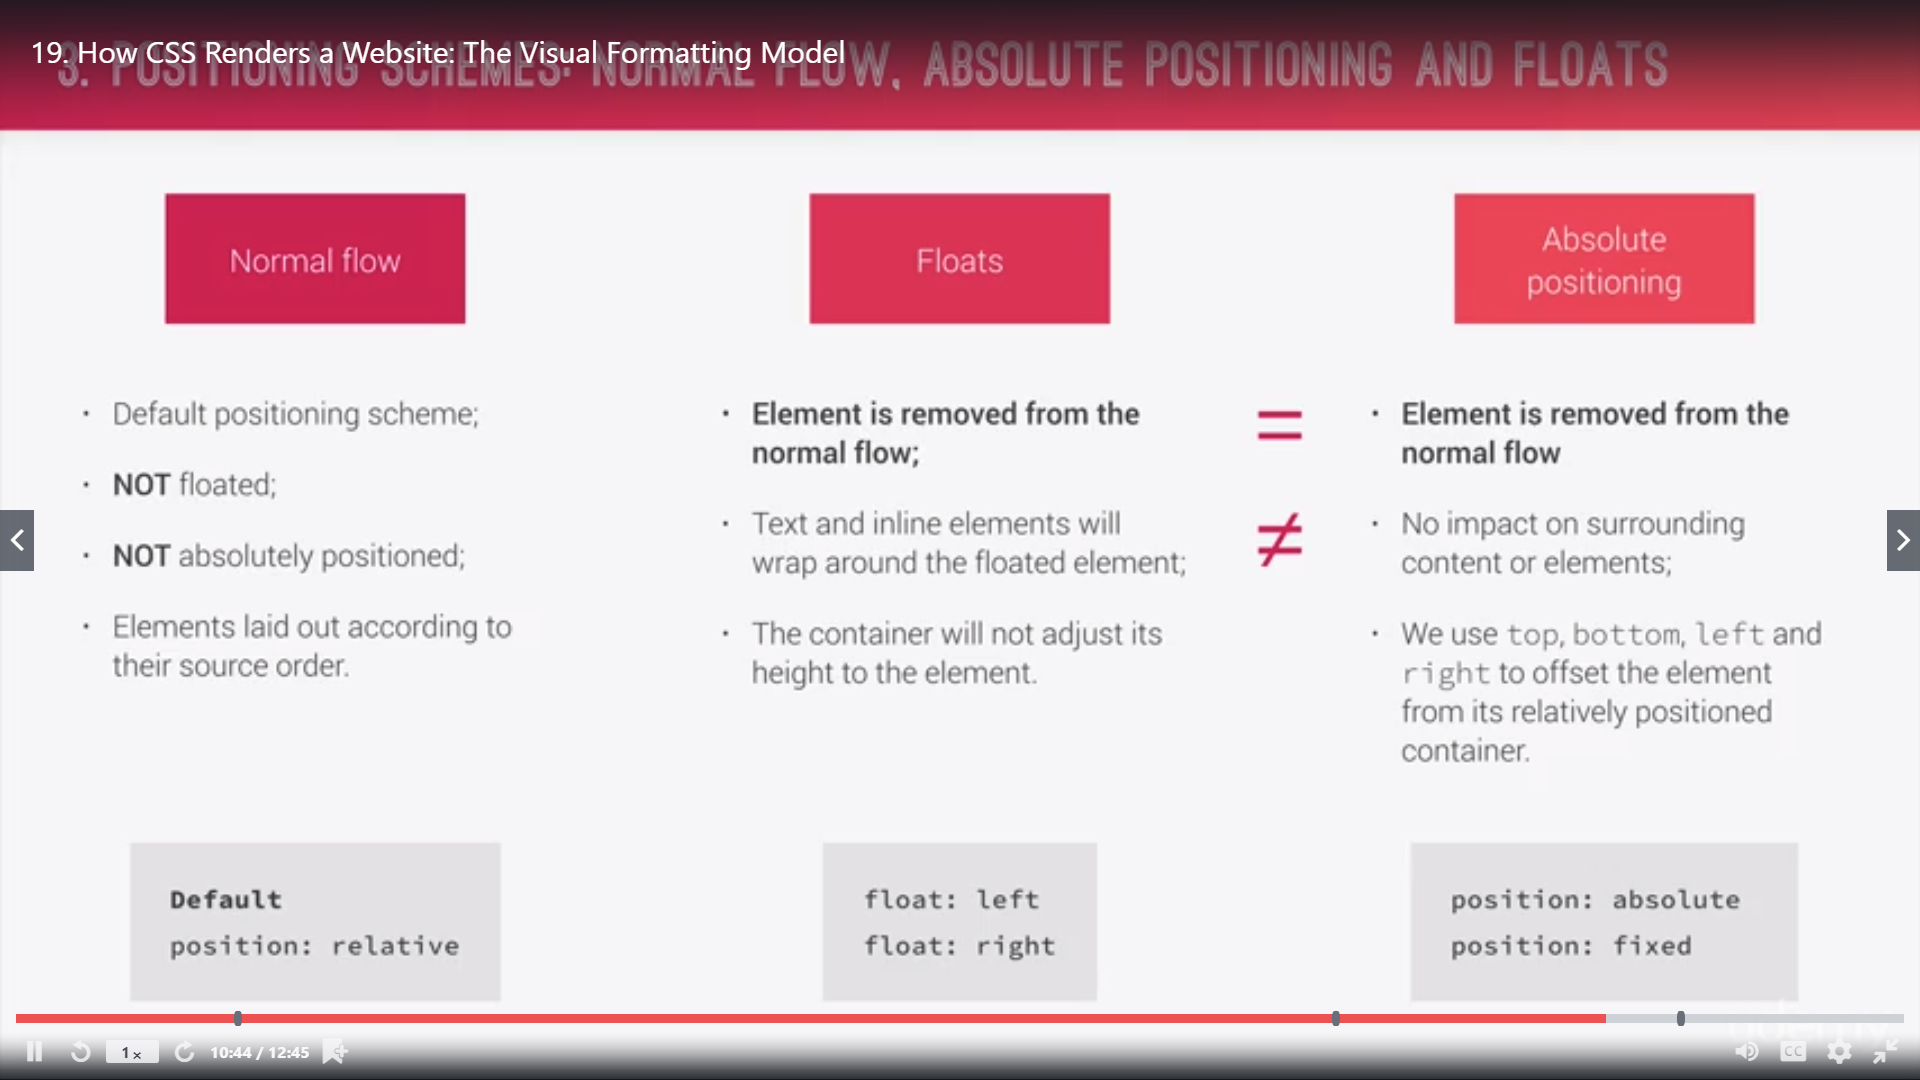 19. How CSS Renders a Website: The Visual Formatting Model
3. POSITIONING SCHEMES: NORMAL FLOW, ABSOLUTE POSITIONING AND FLOATS
Normal flow
• Default positioning scheme;
• NOT floated;
• NOT absolutely positioned;
• Elements laid out according to
their source order.
Default
position: relative
Floats
• Element is removed from the
normal flow;
• Text and inline elements will
wrap around the floated element;
• The container will not adjust its
height to the element.
float: left
float: right
=
≠
Absolute
positioning
• Element is removed from the
normal flow
• No impact on surrounding
content or elements;
• We use top, bottom, left and
right to offset the element
from its relatively positioned
container.
position: absolute
position: fixed
1x
10:44 / 12:45
CC